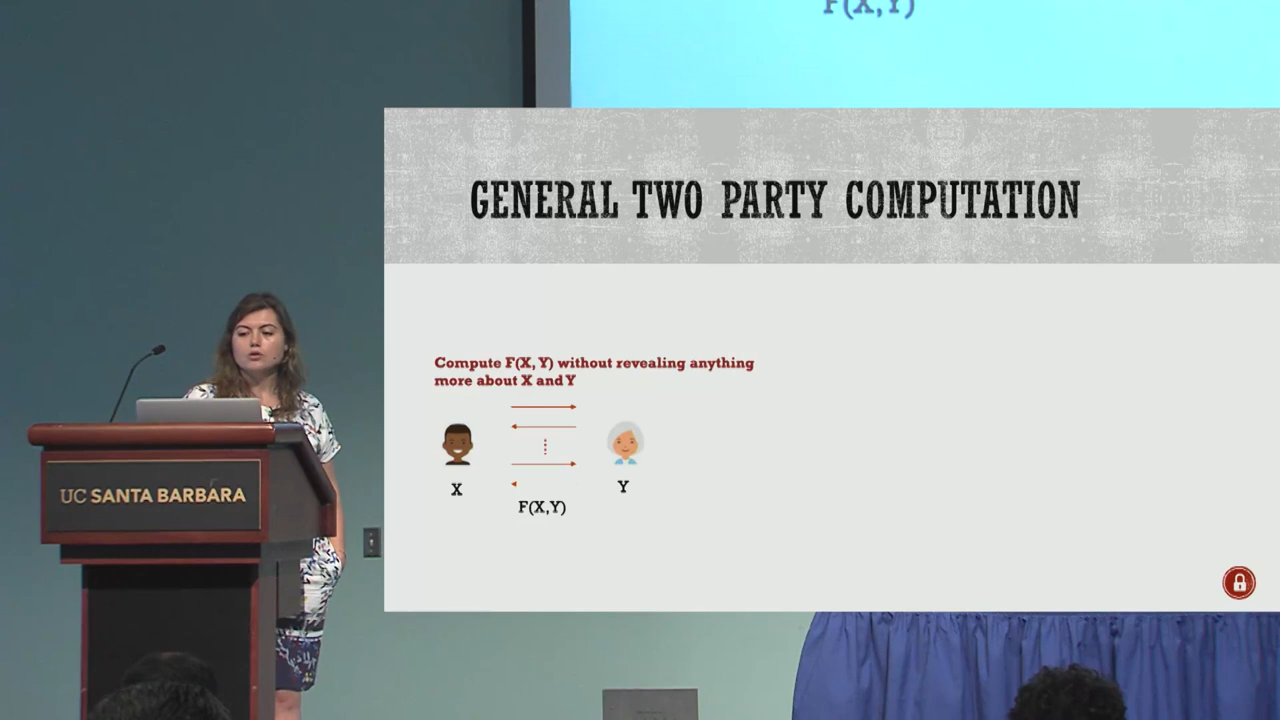 F(X,Y)
GENERAL TWO PARTY COMPUTATION
Compute F(X, Y) without revealing anything
more about X and Y
X
Y
F(X,Y)
UC SANTA BARBARA